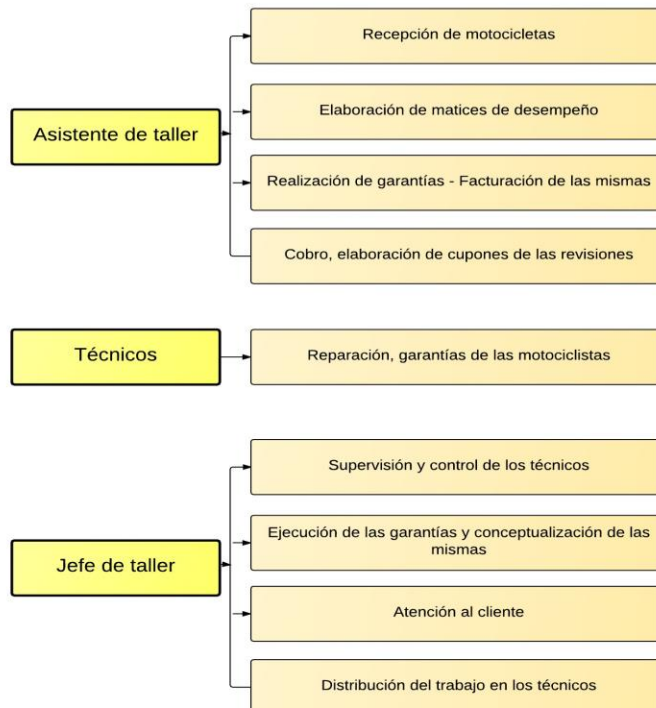 Recepción de motocicletas
Elaboración de matices de desempeño
Asistente de taller
Realización de garantías - Facturación de las mismas
Cobro, elaboración de cupones de las revisiones
Técnicos
Reparación, garantías de las motociclistas
Supervisión y control de los técnicos
Ejecución de las garantías y conceptualización de las
mismas
Jefe de taller
Atención al cliente
Distribución del trabajo en los técnicos